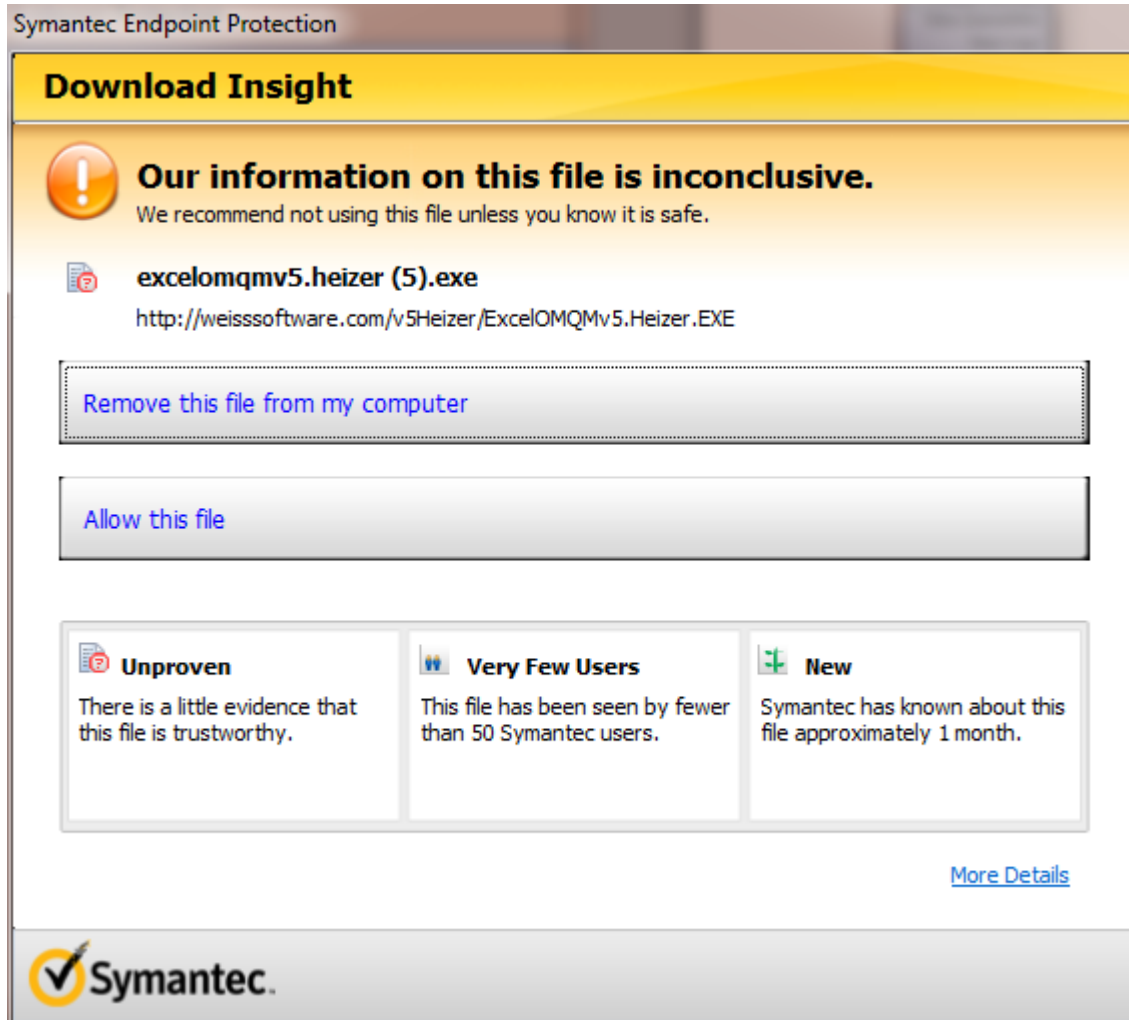 Symantec Endpoint Protection
Download Insight
Our information on this file is inconclusive.
We recommend not using this file unless you know it is safe.
excelomqmv5.heizer (5).exe
http://weisssoftware.com/v5Heizer/ExcelOMQMv5.Heizer.EXE
Remove this file from my computer
Allow this file
Unproven
There is a little evidence that
this file is trustworthy.
Very Few Users
This file has been seen by fewer
than 50 Symantec users.
New
Symantec has known about this
file approximately 1 month.
More Details
Symantec.